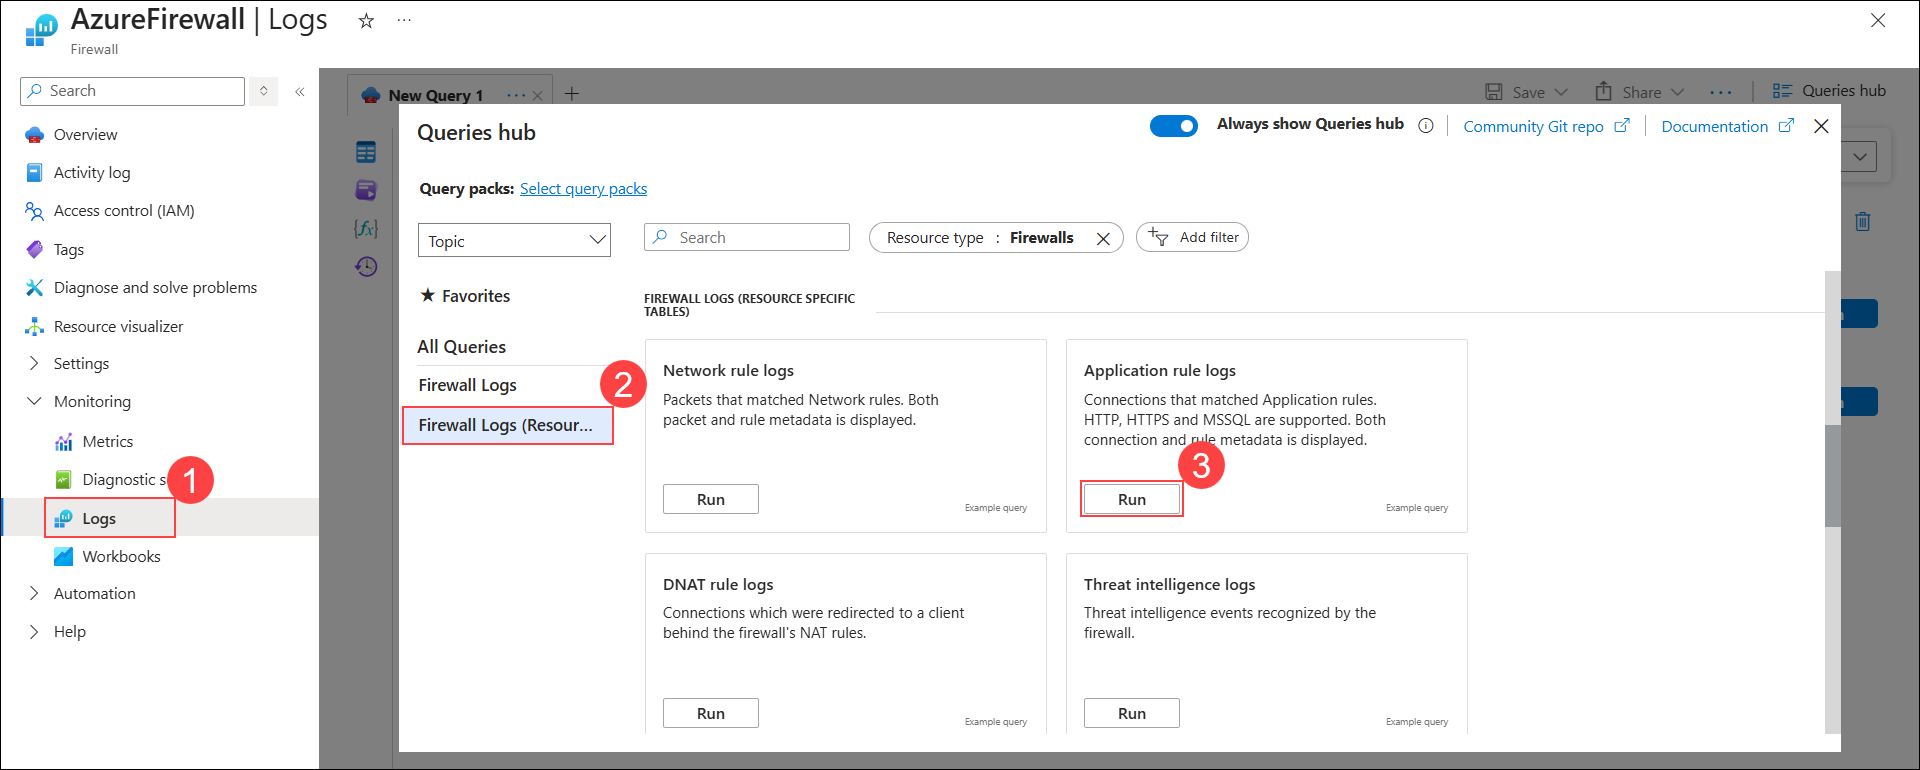 AzureFirewall | Logs
Firewall
Search
Overview
Activity log
Access control (IAM)
Tags
Diagnose and solve problems
Resource visualizer
Settings
Monitoring
Metrics
Diagnostic s
1
Logs
Workbooks
Automation
Help
New Query 1
Save
Share
Queries hub
Queries hub
Always show Queries hub
Community Git repo
Documentation
Query packs: Select query packs
Topic
Search
Resource type : Firewalls
Add filter
★ Favorites
All Queries
Firewall Logs
2
Firewall Logs (Resour...
FIREWALL LOGS (RESOURCE SPECIFIC
TABLES)
Network rule logs
Packets that matched Network rules. Both
packet and rule metadata is displayed.
Run
Example query
Application rule logs
Connections that matched Application rules.
HTTP, HTTPS and MSSQL are supported. Both
connection and rule metadata is displayed.
3
Run
Example query
DNAT rule logs
Connections which were redirected to a client
behind the firewall's NAT rules.
Run
Example query
Threat intelligence logs
Threat intelligence events recognized by the
firewall.
Run
Example query